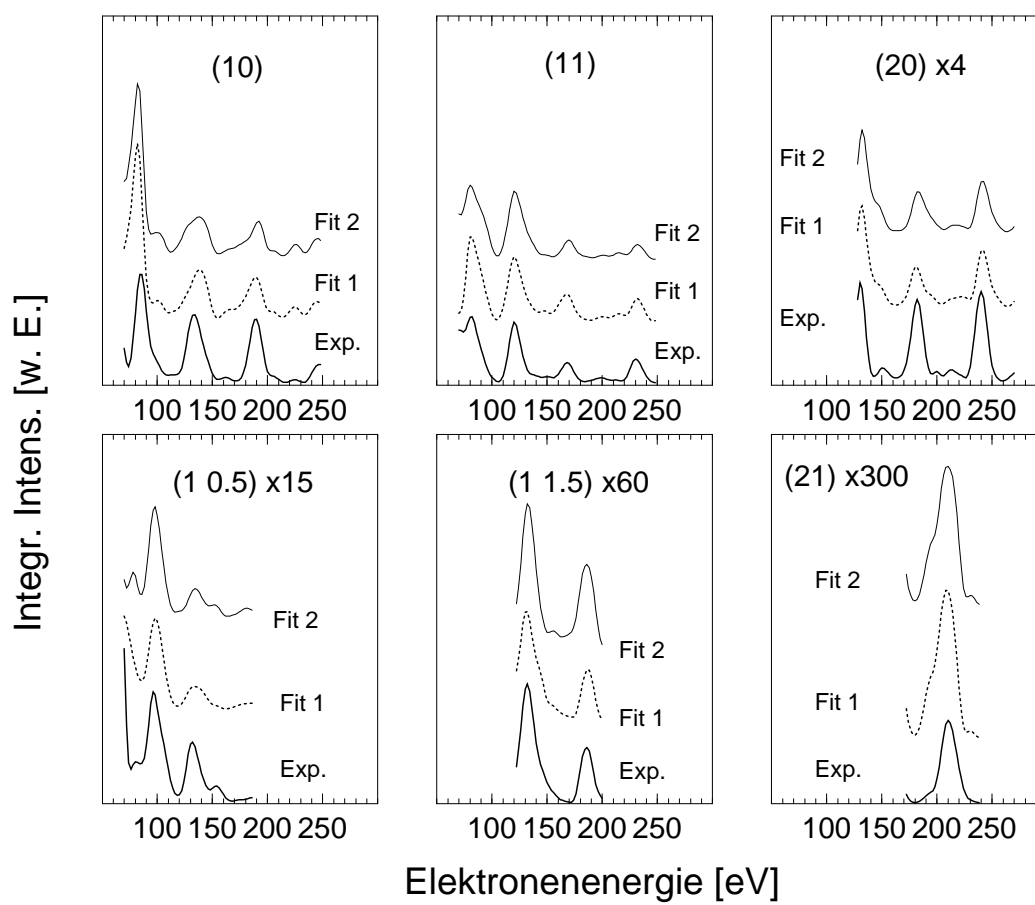 Integr. Intens. [w. E.]
(10)
Fit 2
Fit 1
Exp.
100 150 200 250
(11)
Fit 2
Fit 1
Exp.
100 150 200 250
(20) x4
Fit 2
Fit 1
Exp.
100 150 200 250
(1 0.5) x15
Fit 2
Fit 1
Exp.
100 150 200 250
(1 1.5) x60
Fit 2
Fit 1
Exp.
100 150 200 250
(21) x300
Fit 2
Fit 1
Exp.
100 150 200 250
Elektronenenergie [eV]